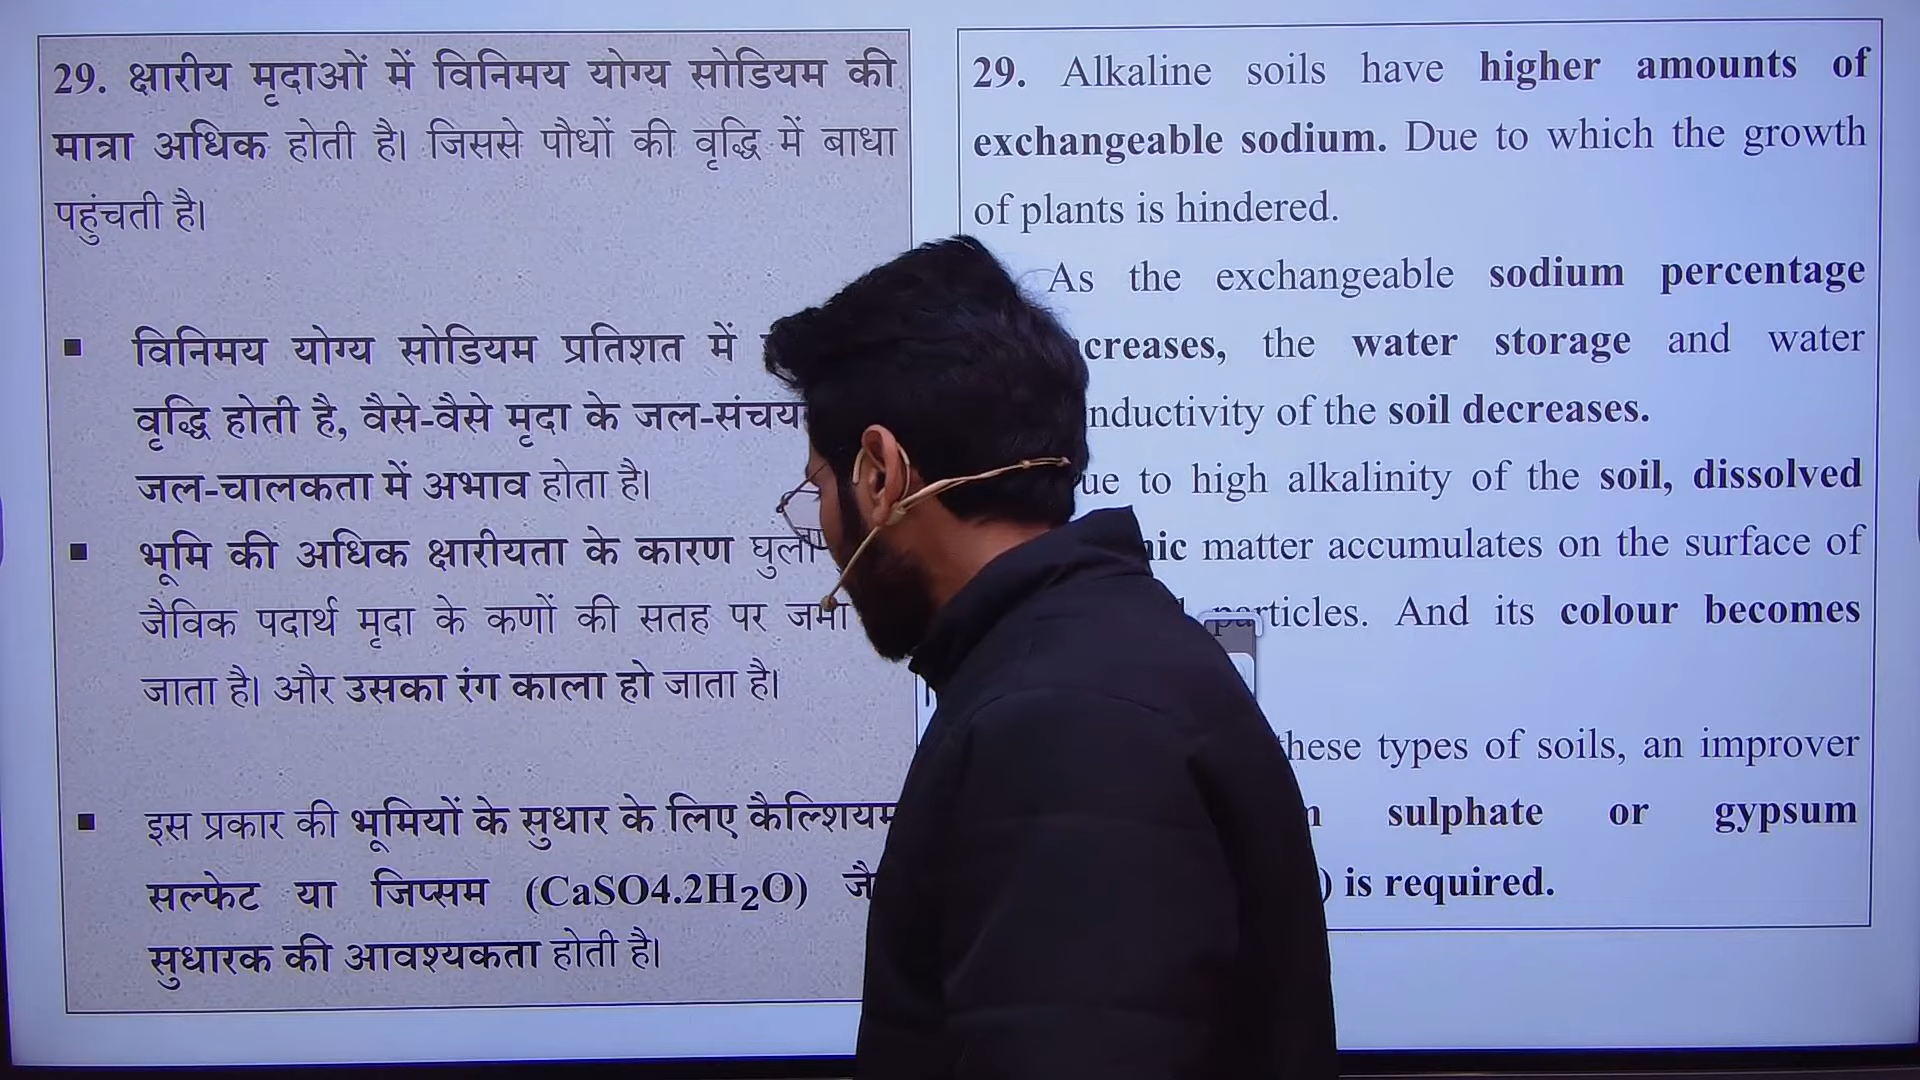 29. क्षारीय मृदाओं में विनिमय योग्य सोडियम की
मात्रा अधिक होती है। जिससे पौधों की वृद्धि में बाधा
पहुंचती है।
▪ विनिमय योग्य सोडियम प्रतिशत में
वृद्धि होती है, वैसे-वैसे मृदा के जल-संचय
जल-चालकता में अभाव होता है।
▪ भूमि की अधिक क्षारीयता के कारण
जैविक पदार्थ मृदा के कणों की सतह पर जमा
जाता है। और उसका रंग काला हो जाता है।
▪ इस प्रकार की भूमियों के सुधार के लिए कैल्शियम
सल्फेट या जिप्सम (CaSO4.2H₂O)
सुधारक की आवश्यकता होती है।
29. Alkaline soils have higher amounts of
exchangeable sodium. Due to which the growth
of plants is hindered.
As the exchangeable sodium percentage
creases, the water storage and water
nductivity of the soil decreases.
ue to high alkalinity of the soil, dissolved
nic matter accumulates on the surface of
particles. And its colour becomes
these types of soils, an improver
sulphate or gypsum
) is required.